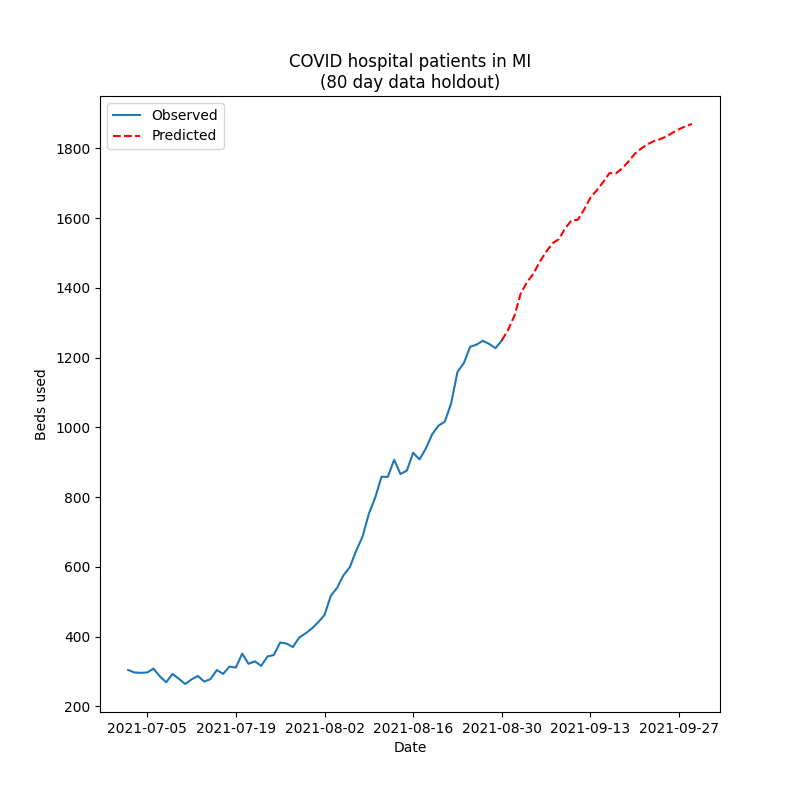 COVID hospital patients in MI
(80 day data holdout)
Observed
Predicted
1800
1600
1400
1200
1000
800
600
400
200
Beds used
2021-07-05 2021-07-19 2021-08-02 2021-08-16 2021-08-30 2021-09-13 2021-09-27
Date